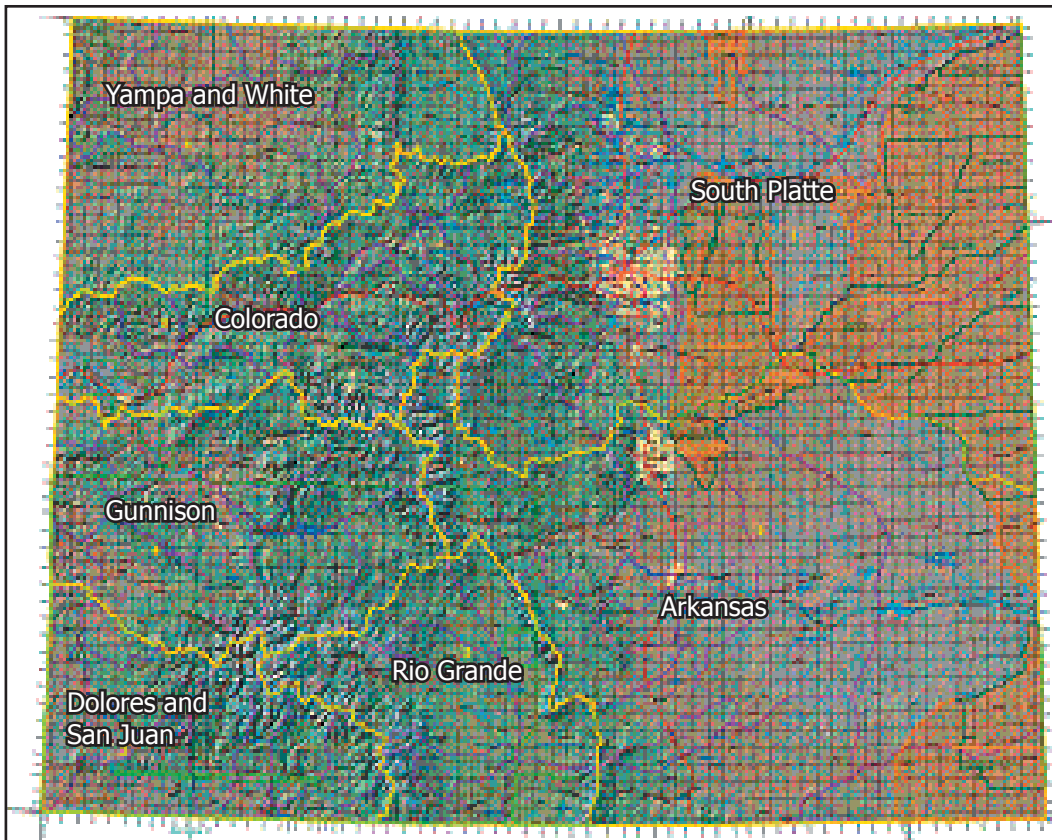 Yampa and White
South Platte
Colorado
Gunnison
Arkansas
Rio Grande
Dolores and
San Juan